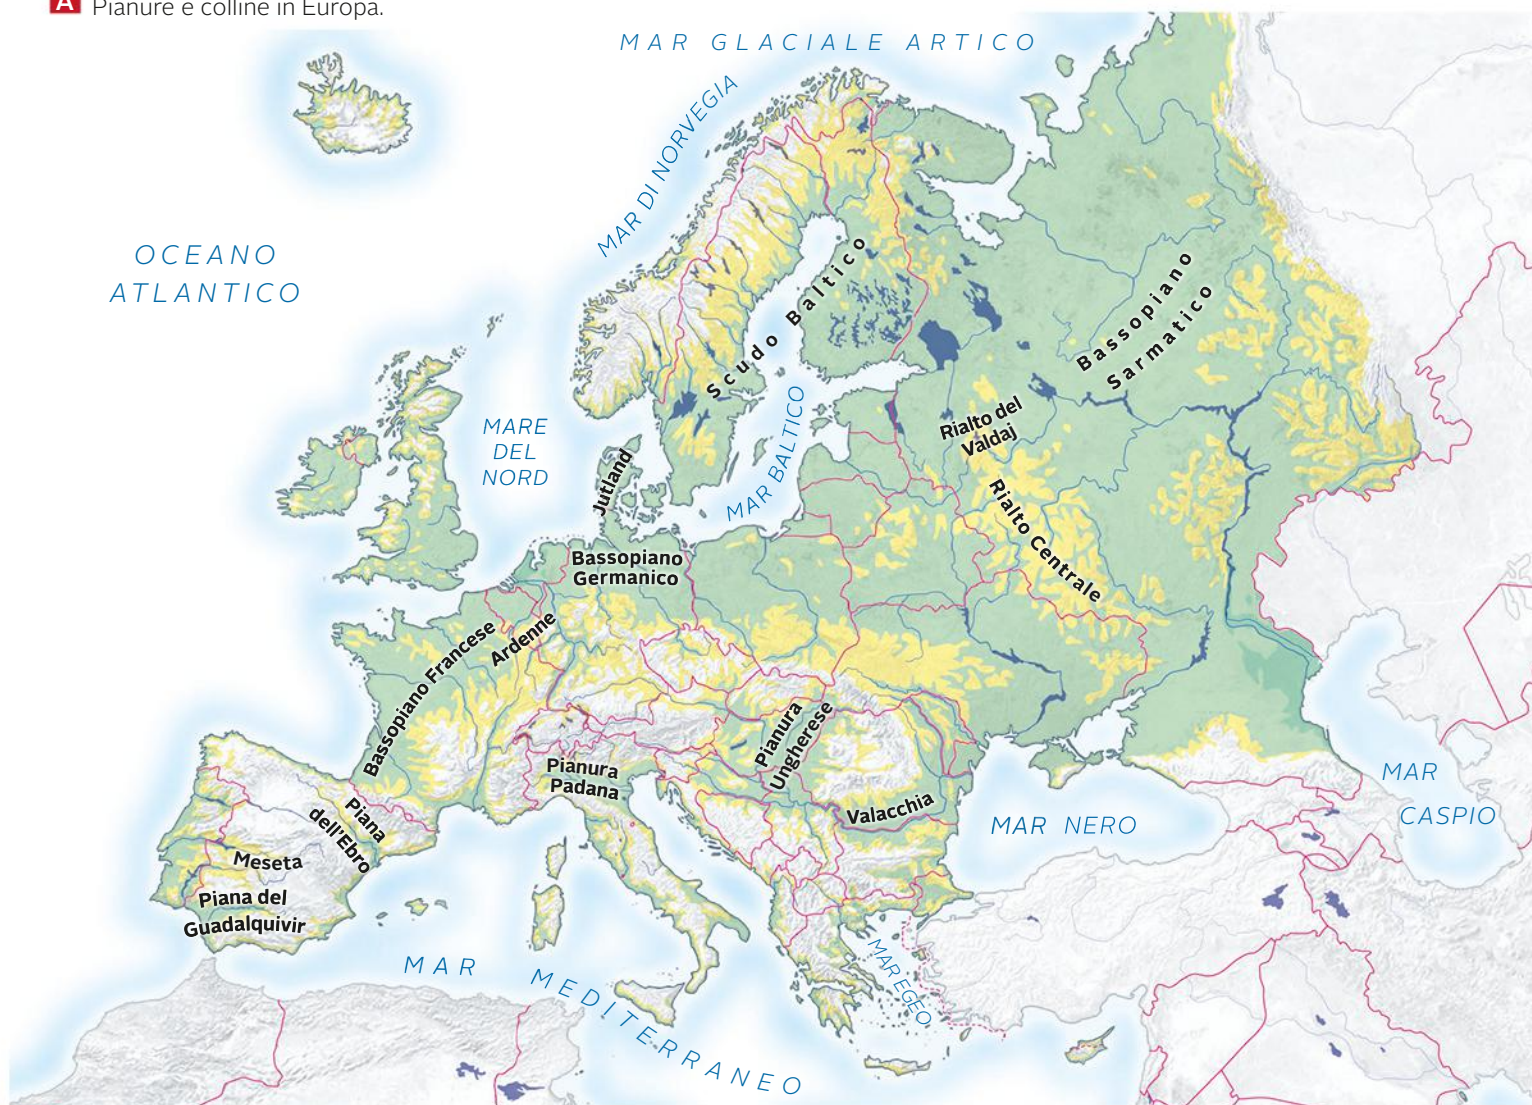 A Pianure e colline in Europa.
MAR GLACIALE ARTICO
MAR DI NORVEGIA
OCEANO
ATLANTICO
Scudo Baltico
Bassopiano
Sarmatico
MARE
DEL
NORD
MAR BALTICO
Rialto del
Valdaj
Jutland
Rialto Centrale
Bassopiano
Germanico
Ardenne
Bassopiano Francese
Pianura
Ungherese
Pianura
Padana
Valacchia
MAR NERO
MAR
CASPIO
Piana
dell'Ebro
Meseta
Piana del
Guadalquivir
MAR MEDITERRANEO
MAR EGEO